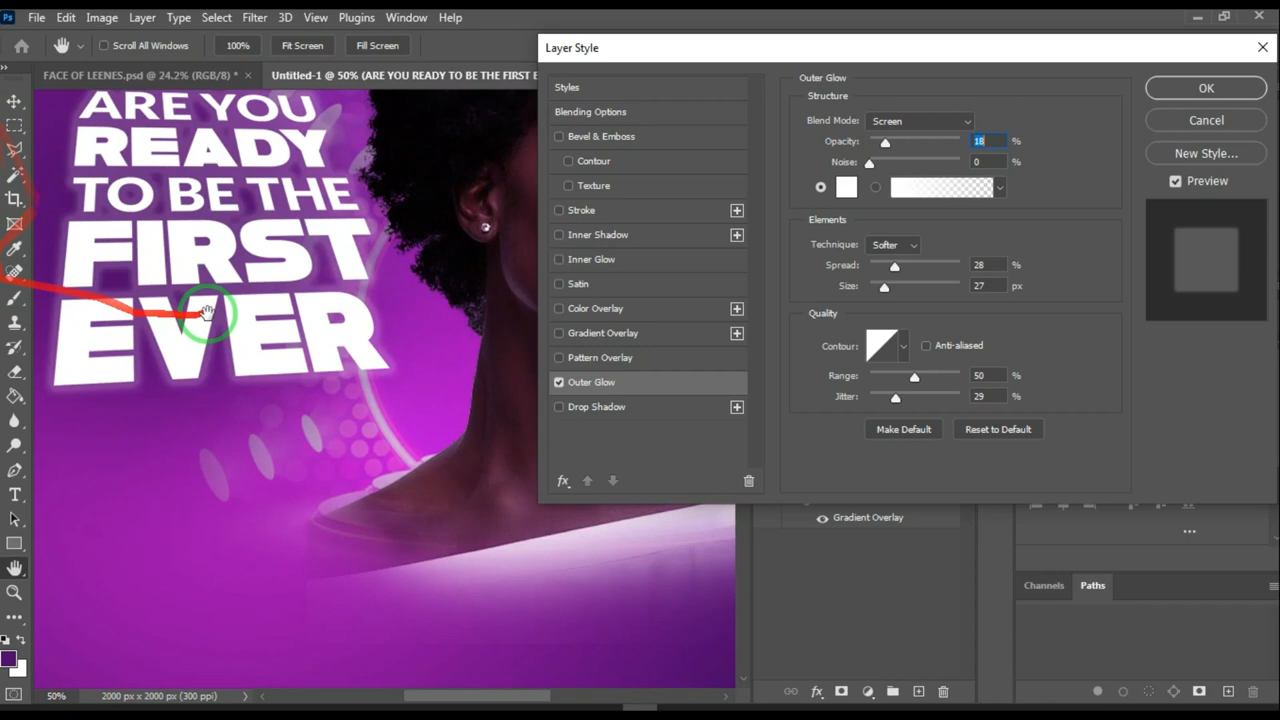 Ps File Edit Image Layer Type Select Filter 3D View Plugins Window Help
Scroll All Windows 100% Fit Screen Fill Screen
FACE OF LEENES.psd @ 24.2% (RGB/8) * × Untitled-1 @ 50% (ARE YOU READY TO BE THE FIRST E
ARE YOU
READY
TO BE THE
FIRST
EVER
Layer Style
Styles
Blending Options
Bevel & Emboss
Contour
Texture
Stroke
Inner Shadow
Inner Glow
Satin
Color Overlay
Gradient Overlay
Pattern Overlay
Outer Glow
Drop Shadow
fx
Outer Glow
Structure
Blend Mode: Screen
Opacity: 18 %
Noise: 0 %
Elements
Technique: Softer
Spread: 28 %
Size: 27 px
Quality
Contour: Anti-aliased
Range: 50 %
Jitter: 29 %
Make Default Reset to Default
OK
Cancel
New Style...
Preview
Gradient Overlay
Channels Paths
50% 2000 px x 2000 px (300 ppi)
fx